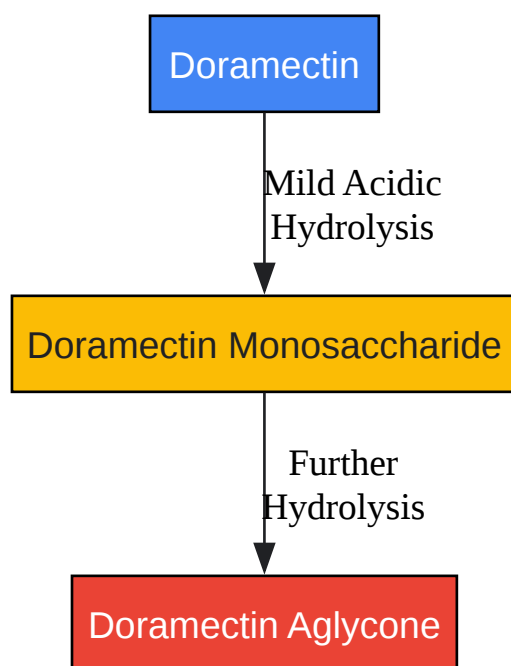 Doramectin
Mild Acidic
Hydrolysis
Doramectin Monosaccharide
Further
Hydrolysis
Doramectin Aglycone